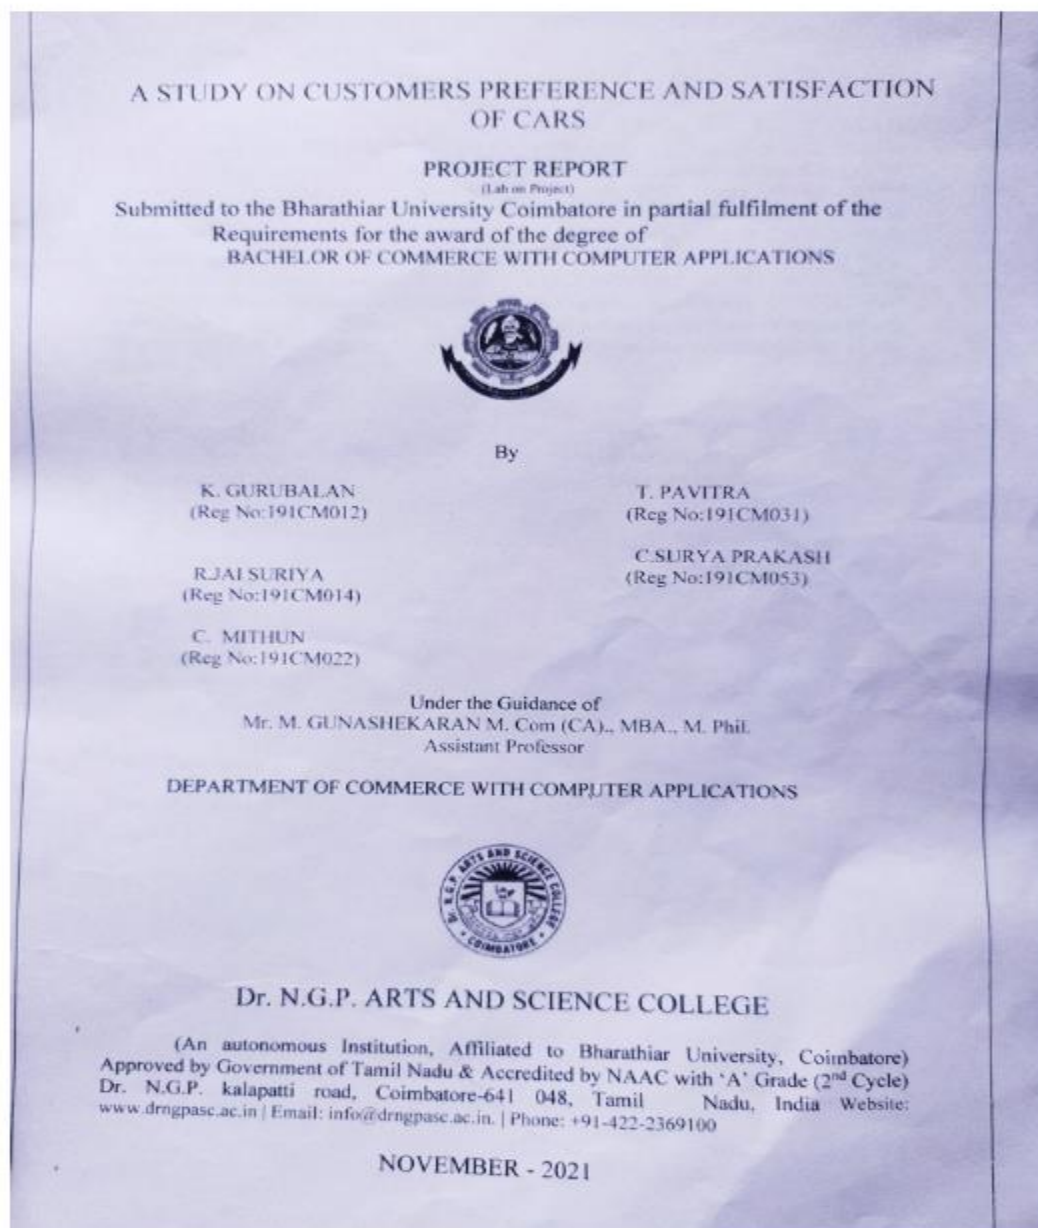 A STUDY ON CUSTOMERS PREFERENCE AND SATISFACTION
OF CARS
PROJECT REPORT
(Lab on Project)
Submitted to the Bharathiar University Coimbatore in partial fulfilment of the
Requirements for the award of the degree of
BACHELOR OF COMMERCE WITH COMPUTER APPLICATIONS
By
K. GURUBALAN
(Reg No:191CM012)
T. PAVITRA
(Reg No:191CM031)
R.JAI SURIYA
(Reg No:191CM014)
C.SURYA PRAKASH
(Reg No:191CM053)
C. MITHUN
(Reg No:191CM022)
Under the Guidance of
Mr. M. GUNASHEKARAN M. Com (CA)., MBA., M. Phil.
Assistant Professor
DEPARTMENT OF COMMERCE WITH COMPUTER APPLICATIONS
Dr. N.G.P. ARTS AND SCIENCE COLLEGE
COIMBATORE
Dr. N.G.P. ARTS AND SCIENCE COLLEGE
(An autonomous Institution, Affiliated to Bharathiar University, Coimbatore)
Approved by Government of Tamil Nadu & Accredited by NAAC with ‘A’ Grade (2nd Cycle)
Dr. N.G.P. kalapatti road, Coimbatore-641 048, Tamil Nadu, India Website:
www.drngpasc.ac.in | Email: info@drngpasc.ac.in. | Phone: +91-422-2369100
NOVEMBER - 2021